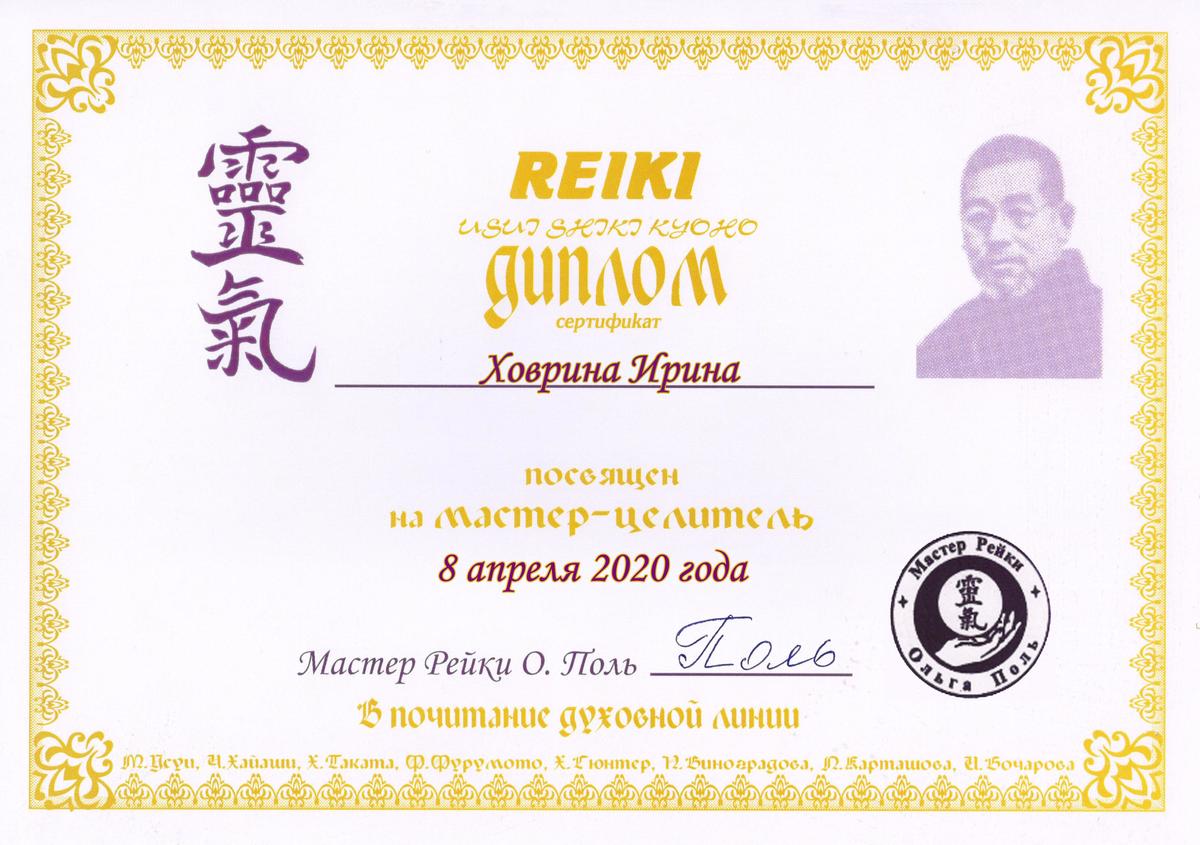 靈氣
REIKI
USUI SHIKI RYOHO
диплом
сертификат
Ховрина Ирина
посвящен
на мастер-целитель
8 апреля 2020 года
Мастер Рейки О. Поль Поль
Мастер Рейки
靈氣
Ольга Поль
В почитание духовной линии
М.Усуи, Ч.Хайаши, Х.Таката, Ф.Фурумото, Х.Гюнтер, Н.Виноградова, Л.Карташова, И.Бочарова